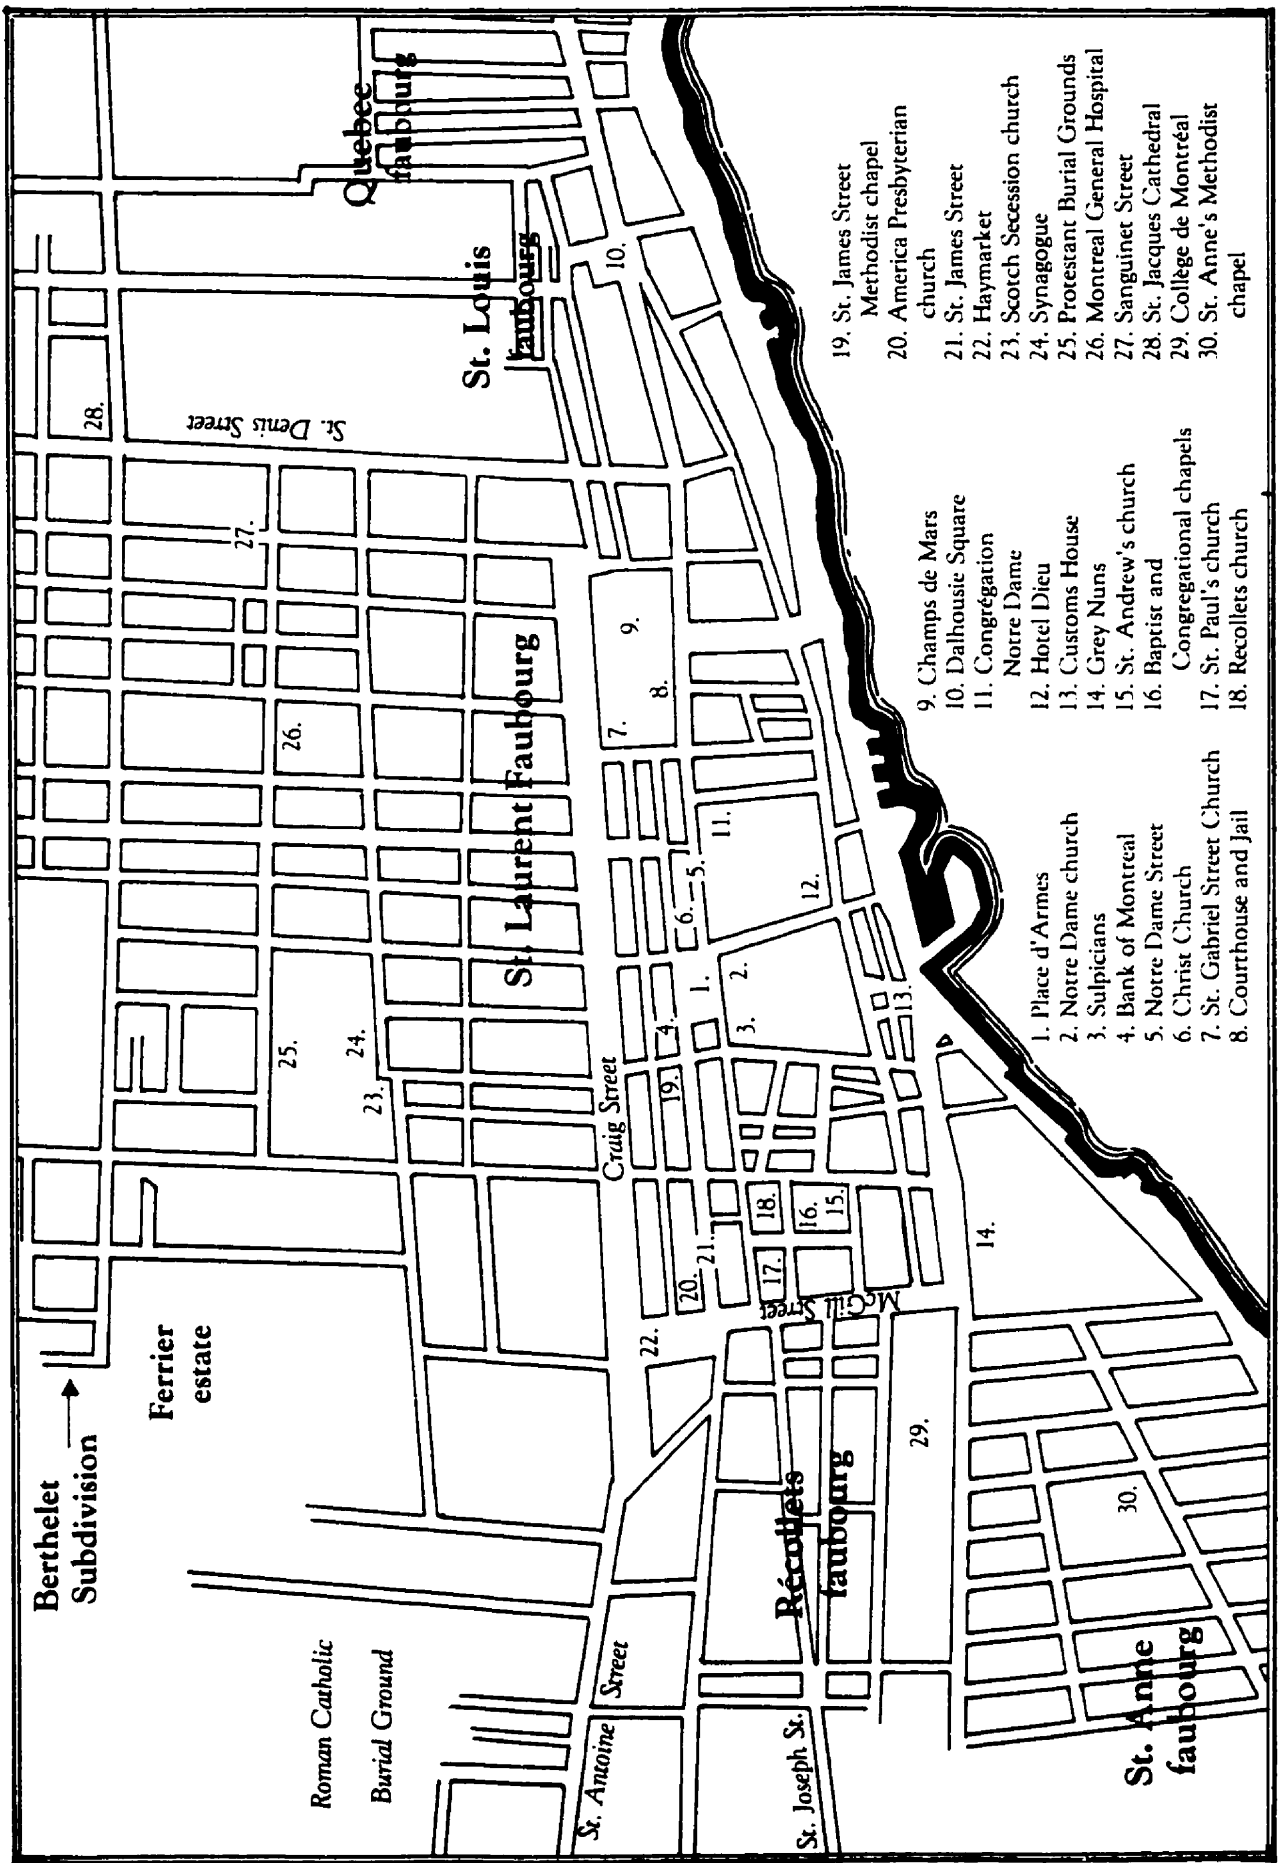 Berthelet
Subdivision
Ferrier
estate
Roman Catholic
Burial Ground
Quebec
faubourg
St. Louis
faubourg
St. Denis Street
St. Laurent Faubourg
Craig Street
McGill Street
Récollets
faubourg
St. Antoine Street
St. Joseph St.
St. Anne
faubourg
28.
27.
26.
25.
24.
23.
10.
9.
8.
7.
11.
5.
6.
12.
1.
2.
3.
4.
13.
19.
18.
16.
15.
17.
21.
20.
22.
14.
29.
30.
1. Place d'Armes
2. Notre Dame church
3. Sulpicians
4. Bank of Montreal
5. Notre Dame Street
6. Christ Church
7. St. Gabriel Street Church
8. Courthouse and Jail
9. Champs de Mars
10. Dalhousie Square
11. Congrégation
Notre Dame
12. Hotel Dieu
13. Customs House
14. Grey Nuns
15. St. Andrew's church
16. Baptist and
Congregational chapels
17. St. Paul's church
18. Recollets church
19. St. James Street
Methodist chapel
20. America Presbyterian
church
21. St. James Street
22. Haymarket
23. Scotch Secession church
24. Synagogue
25. Protestant Burial Grounds
26. Montreal General Hospital
27. Sanguinet Street
28. St. Jacques Cathedral
29. Collège de Montréal
30. St. Anne's Methodist
chapel